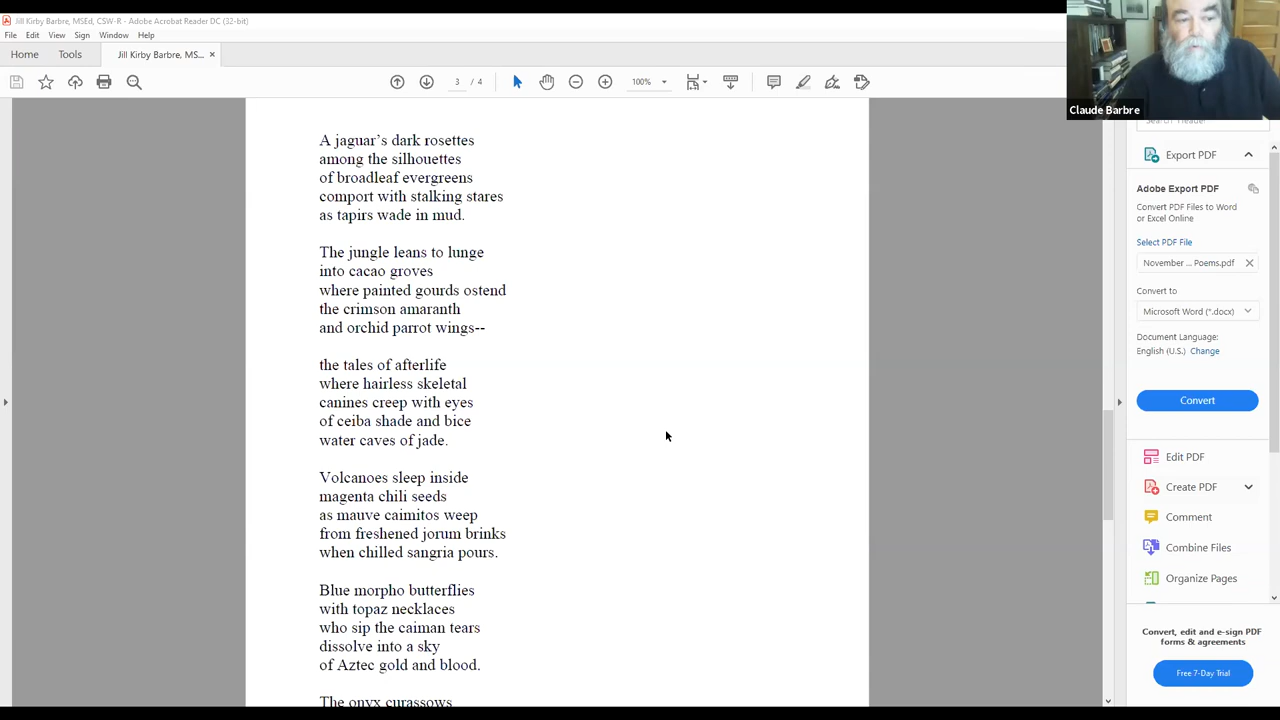 Jill Kirby Barbre, MSEd, CSW-R - Adobe Acrobat Reader DC (32-bit)
File Edit View Sign Window Help
Home Tools Jill Kirby Barbre, MS... ×
3 / 4 100%
Claude Barbre
A jaguar's dark rosettes
among the silhouettes
of broadleaf evergreens
comport with stalking stares
as tapirs wade in mud.
The jungle leans to lunge
into cacao groves
where painted gourds ostend
the crimson amaranth
and orchid parrot wings--
the tales of afterlife
where hairless skeletal
canines creep with eyes
of ceiba shade and bice
water caves of jade.
Volcanoes sleep inside
magenta chili seeds
as mauve caimitos weep
from freshened jorum brinks
when chilled sangria pours.
Blue morpho butterflies
with topaz necklaces
who sip the caiman tears
dissolve into a sky
of Aztec gold and blood.
The onyx curassows
Export PDF
Adobe Export PDF
Convert PDF Files to Word
or Excel Online
Select PDF File
November ... Poems.pdf
Convert to
Microsoft Word (*.docx)
Document Language:
English (U.S.) Change
Convert
Edit PDF
Create PDF
Comment
Combine Files
Organize Pages
Convert, edit and e-sign PDF
forms & agreements
Free 7-Day Trial